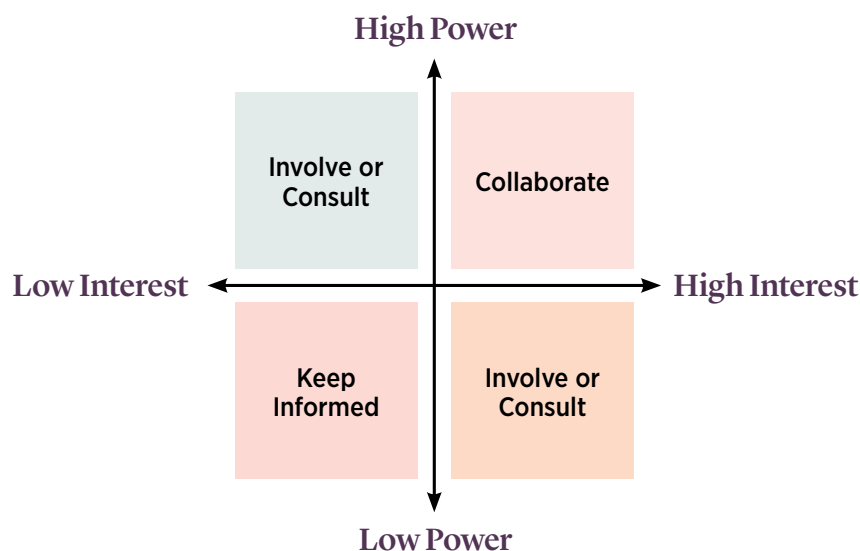 High Power
Involve or
Consult
Collaborate
Low Interest
High Interest
Keep
Informed
Involve or
Consult
Low Power